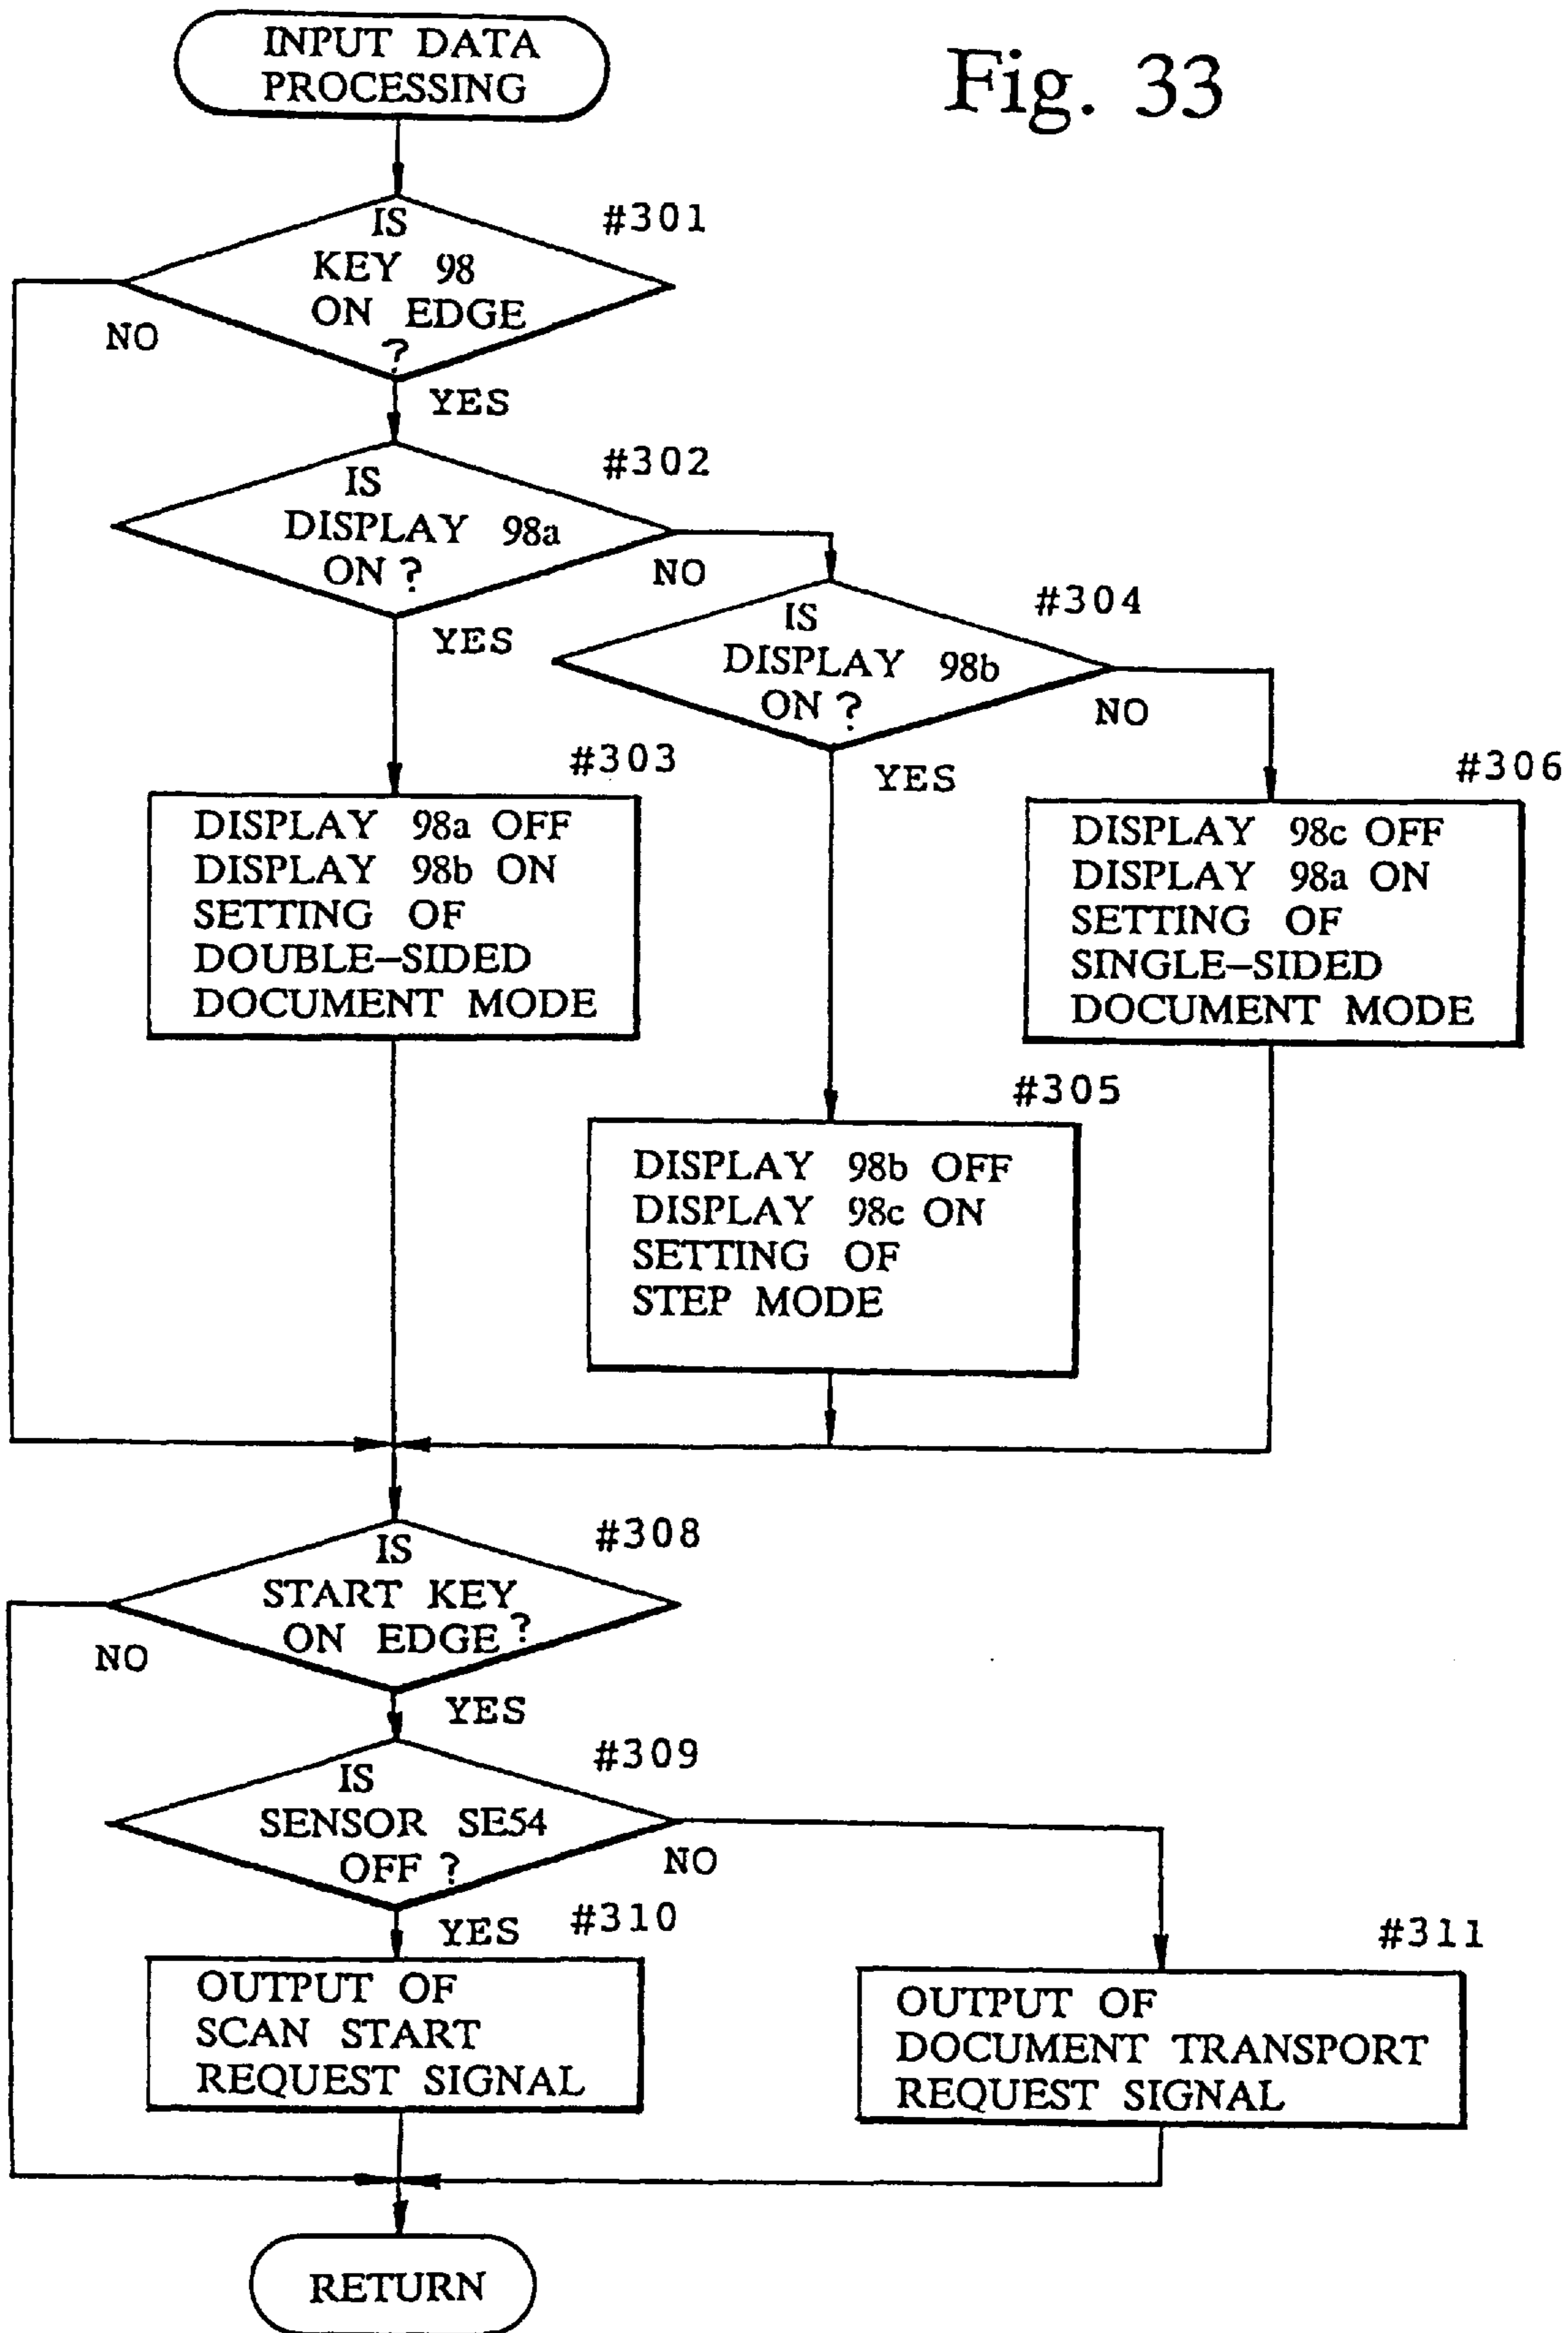 INPUT DATA
PROCESSING
Fig. 33
#301
IS
KEY 98
ON EDGE
?
NO
YES
#302
IS
DISPLAY 98a
ON ?
NO
YES
#304
IS
DISPLAY 98b
ON ?
NO
YES
#303
DISPLAY 98a OFF
DISPLAY 98b ON
SETTING OF
DOUBLE-SIDED
DOCUMENT MODE
#306
DISPLAY 98c OFF
DISPLAY 98a ON
SETTING OF
SINGLE-SIDED
DOCUMENT MODE
#305
DISPLAY 98b OFF
DISPLAY 98c ON
SETTING OF
STEP MODE
#308
IS
START KEY
ON EDGE ?
NO
YES
#309
IS
SENSOR SE54
OFF ?
NO
YES
#310
OUTPUT OF
SCAN START
REQUEST SIGNAL
#311
OUTPUT OF
DOCUMENT TRANSPORT
REQUEST SIGNAL
RETURN